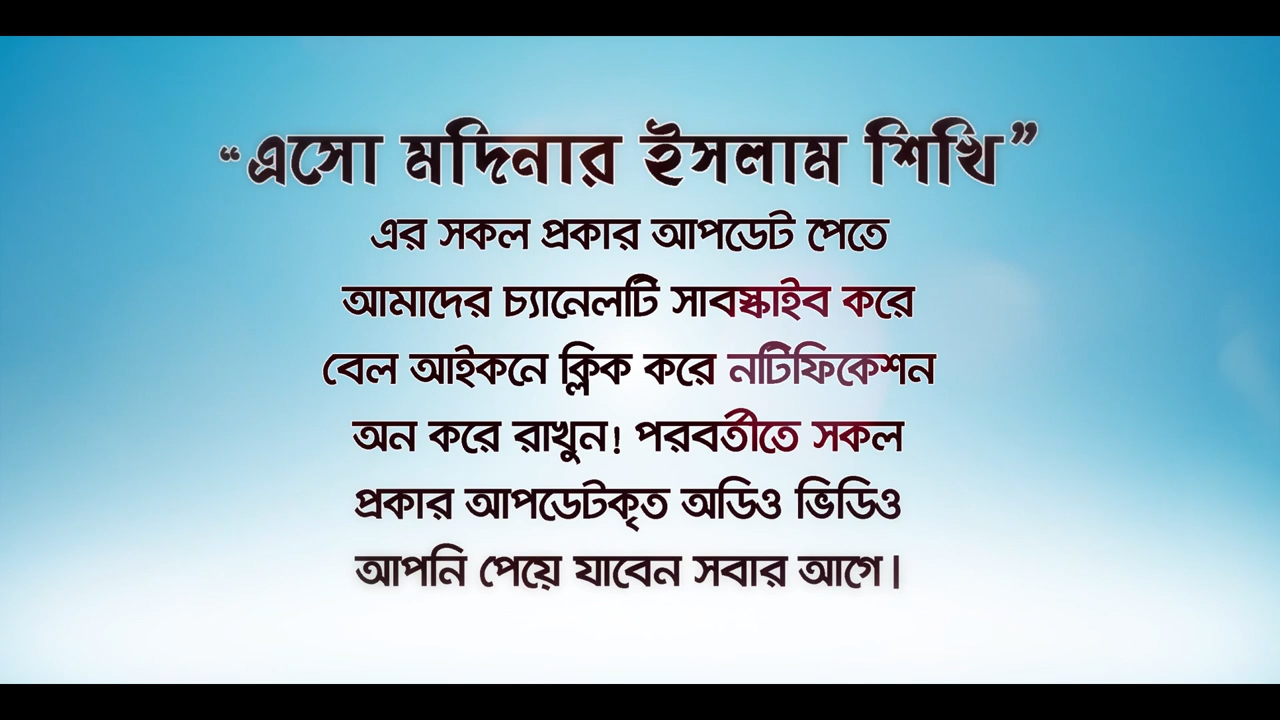 “এসো মদিনার ইসলাম শিখি”
এর সকল প্রকার আপডেট পেতে
আমাদের চ্যানেলটি সাবস্কাইব করে
বেল আইকনে ক্লিক করে নটিফিকেশন
অন করে রাখুন! পরবর্তীতে সকল
প্রকার আপডেটকৃত অডিও ভিডিও
আপনি পেয়ে যাবেন সবার আগে।